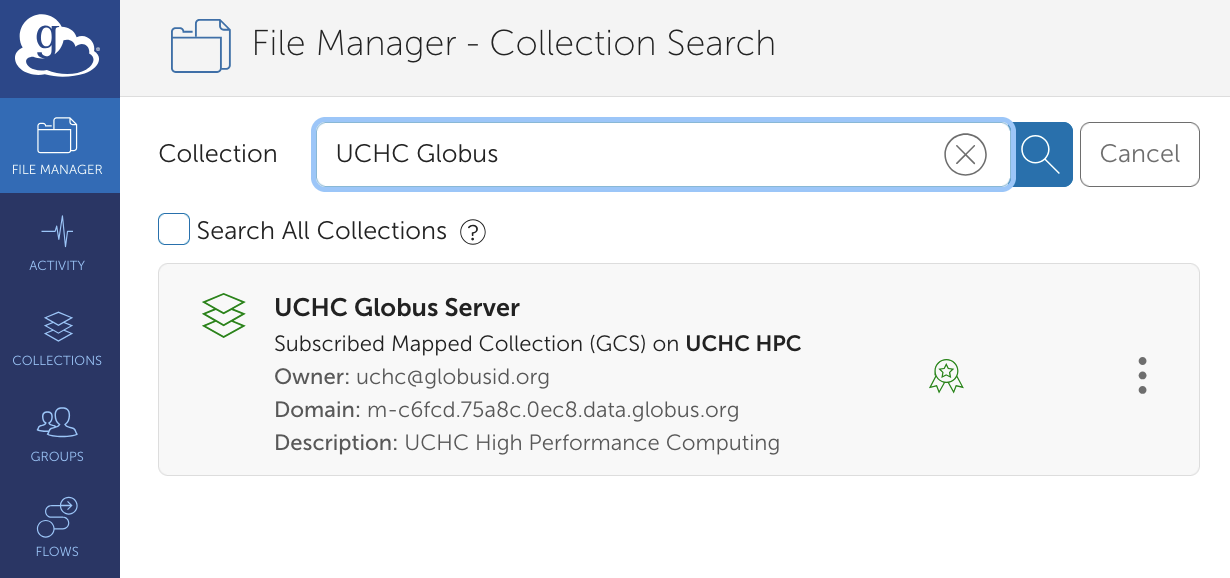 g
File Manager - Collection Search
FILE MANAGER
ACTIVITY
COLLECTIONS
GROUPS
FLOWS
Collection
UCHC Globus
Cancel
Search All Collections ?
UCHC Globus Server
Subscribed Mapped Collection (GCS) on UCHC HPC
Owner: uchc@globusid.org
Domain: m-c6fcd.75a8c.0ec8.data.globus.org
Description: UCHC High Performance Computing